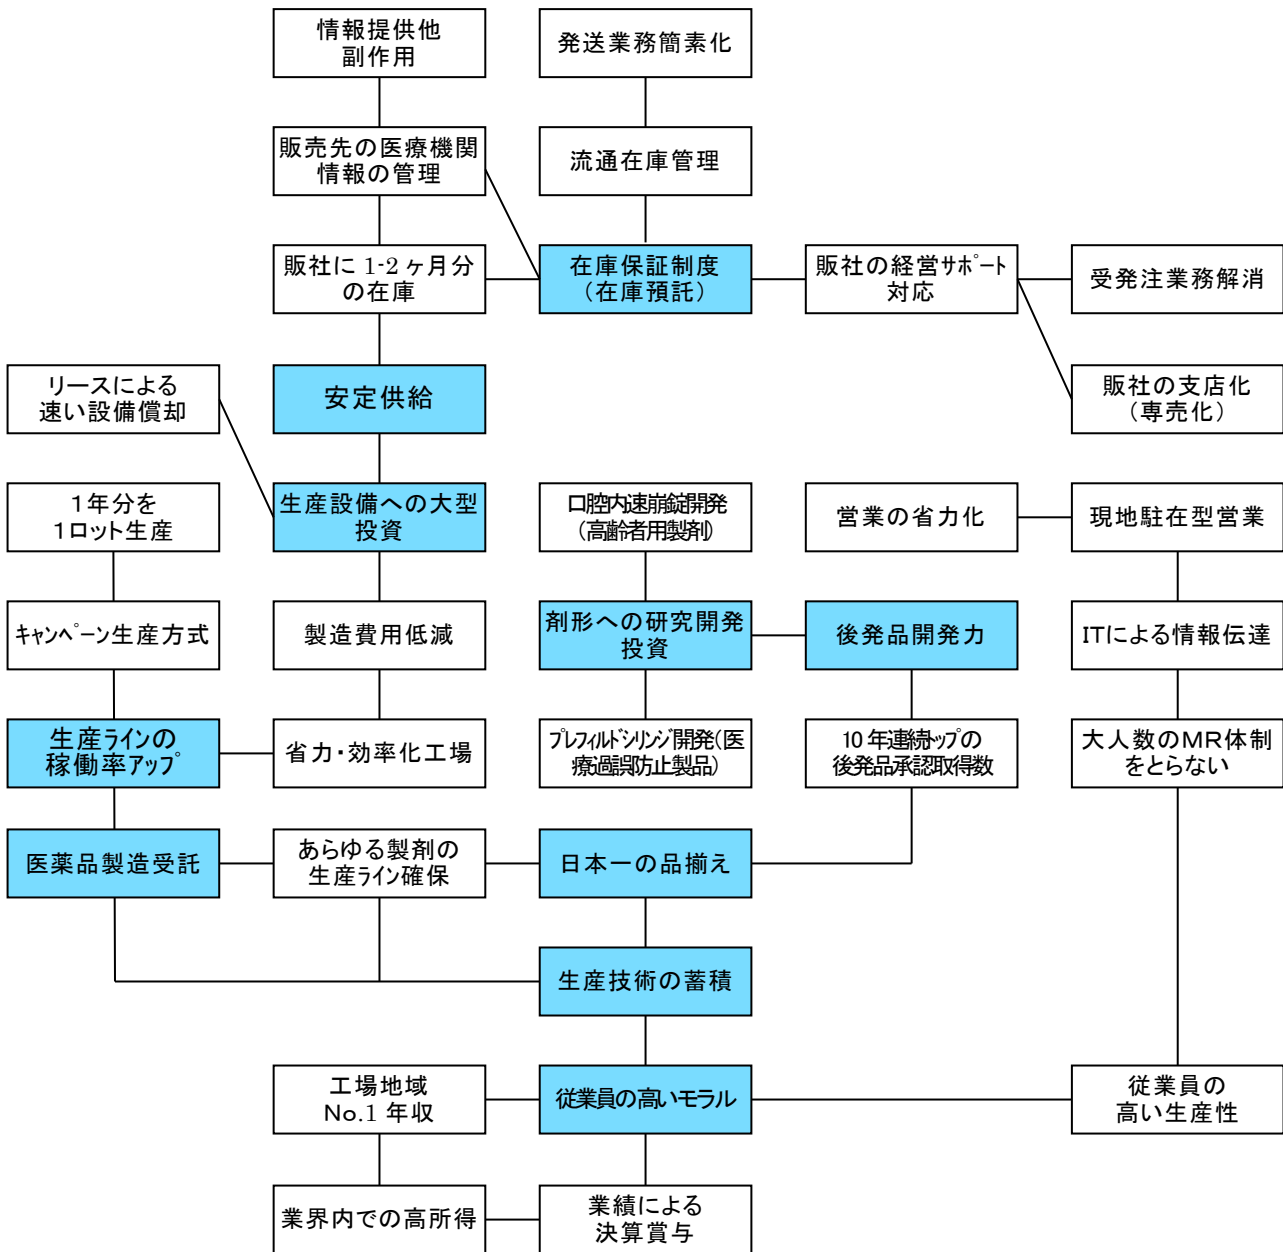 情報提供他
副作用
発送業務簡素化
販売先の医療機関
情報の管理
流通在庫管理
販社に1-2ヶ月分
の在庫
在庫保証制度
(在庫預託)
販社の経営サポート
対応
受発注業務解消
リースによる
速い設備償却
安定供給
販社の支店化
(専売化)
1年分を
1ロット生産
生産設備への大型
投資
口腔内速崩錠開発
(高齢者用製剤)
営業の省力化
現地駐在型営業
キャンペーン生産方式
製造費用低減
剤形への研究開発
投資
後発品開発力
ITによる情報伝達
生産ラインの
稼働率アップ
省力・効率化工場
プレフィルドシリンジ開発(医
療過誤防止製品)
10年連続トップの
後発品承認取得数
大人数のMR体制
をとらない
医薬品製造受託
あらゆる製剤の
生産ライン確保
日本一の品揃え
生産技術の蓄積
工場地域
No.1年収
従業員の高いモラル
従業員の
高い生産性
業界内での高所得
業績による
決算賞与